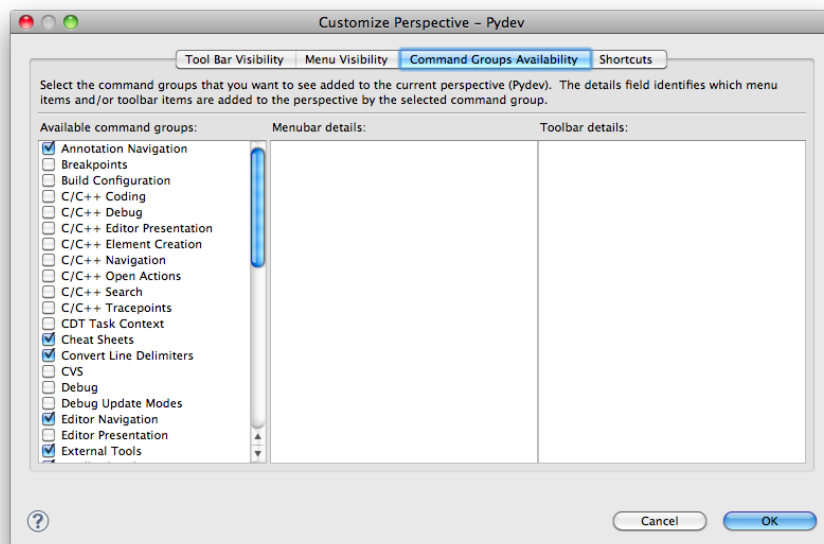 Customize Perspective – Pydev
Tool Bar Visibility Menu Visibility Command Groups Availability Shortcuts
Select the command groups that you want to see added to the current perspective (Pydev). The details field identifies which menu
items and/or toolbar items are added to the perspective by the selected command group.
Available command groups: Menubar details: Toolbar details:
Annotation Navigation
Breakpoints
Build Configuration
C/C++ Coding
C/C++ Debug
C/C++ Editor Presentation
C/C++ Element Creation
C/C++ Navigation
C/C++ Open Actions
C/C++ Search
C/C++ Tracepoints
CDT Task Context
Cheat Sheets
Convert Line Delimiters
CVS
Debug
Debug Update Modes
Editor Navigation
Editor Presentation
External Tools
? Cancel OK